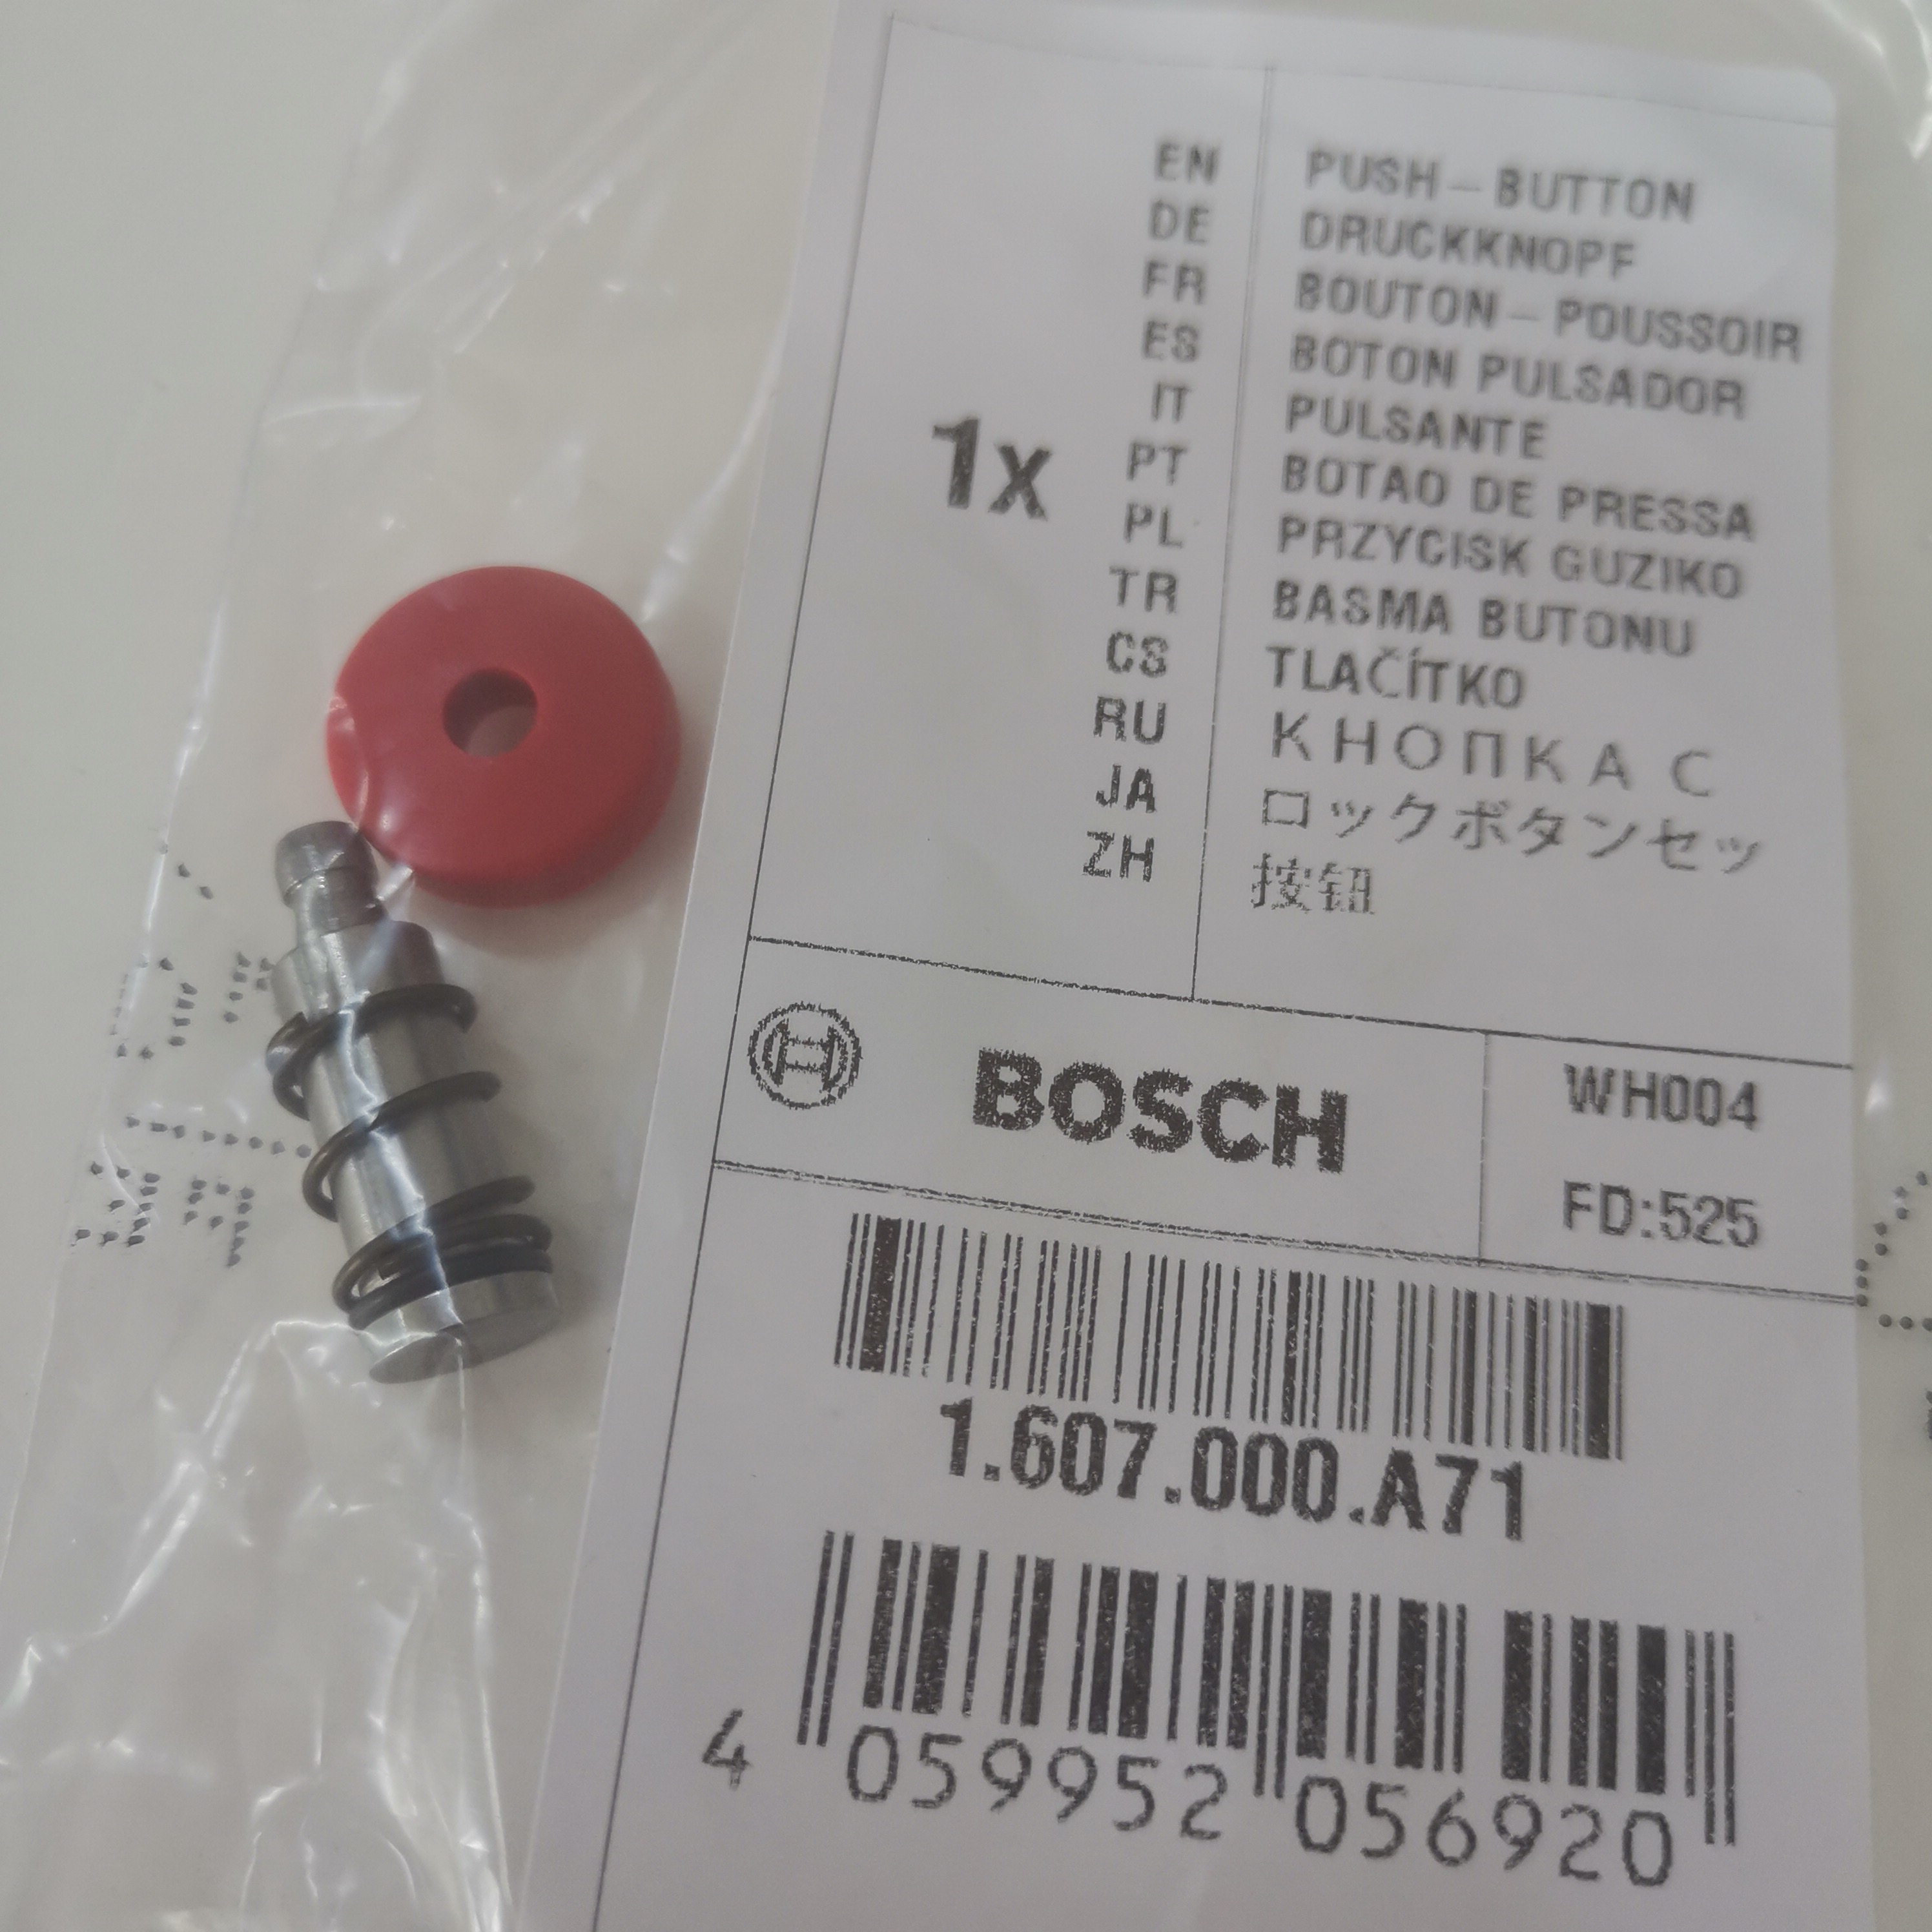 1x
EN PUSH-BUTTON
DE DRUCKKNOPF
FR BOUTON-POUSSOIR
ES BOTON PULSADOR
IT PULSANTE
PT BOTAO DE PRESSA
PL PRZYCISK GUZIKO
TR BASMA BUTONU
CS TLAČÍTKO
RU КНОПКА С
JA ロックボタンセッ
ZH 按钮
BOSCH
WH004
FD:525
1.607.000.A71
4 059952 056920